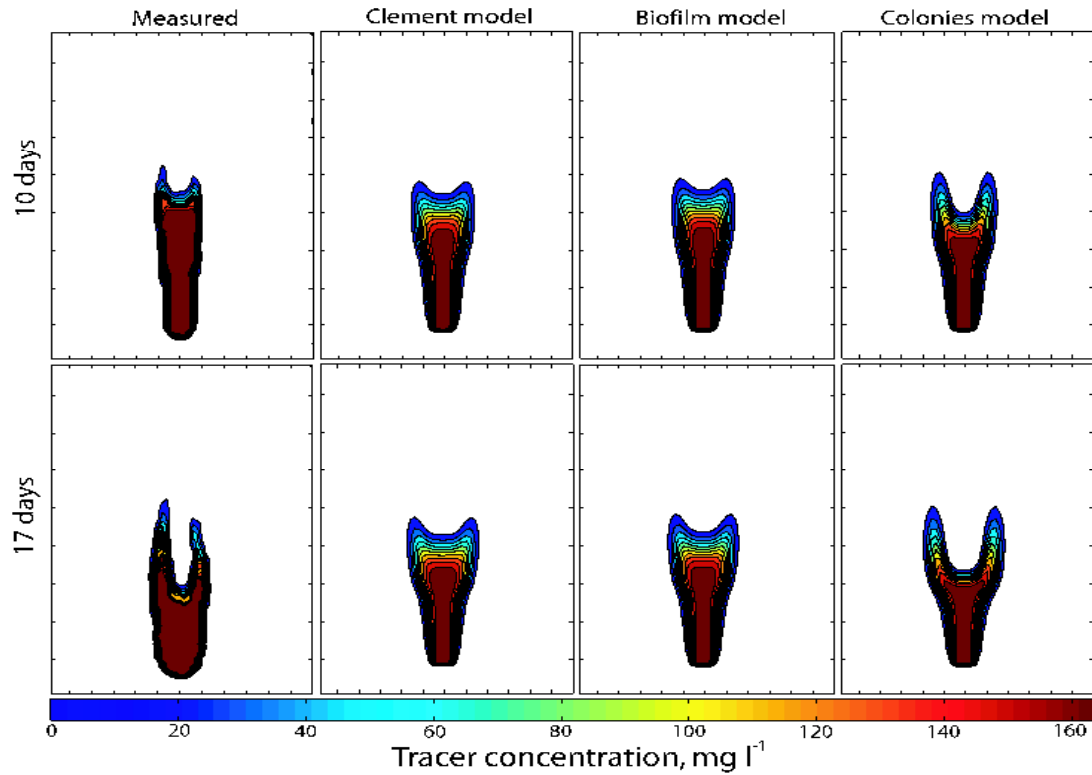 Measured Clement model Biofilm model Colonies model
10 days
17 days
0 20 40 60 80 100 120 140 160
Tracer concentration, mg l⁻¹